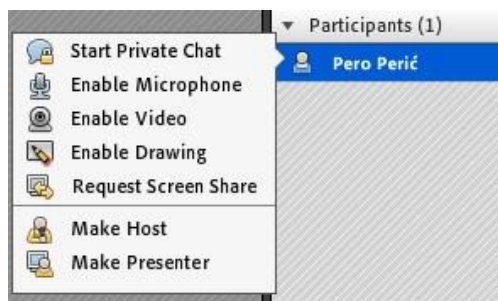 Participants (1)
Pero Perić
Start Private Chat
Enable Microphone
Enable Video
Enable Drawing
Request Screen Share
Make Host
Make Presenter